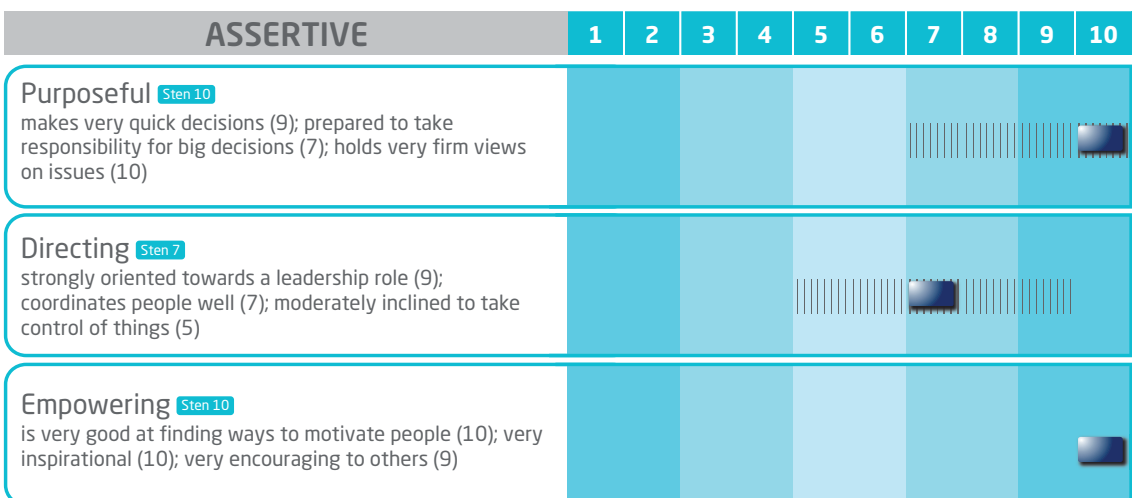 ASSERTIVE 1 2 3 4 5 6 7 8 9 10
Purposeful Sten 10
makes very quick decisions (9); prepared to take
responsibility for big decisions (7); holds very firm views
on issues (10)
Directing Sten 7
strongly oriented towards a leadership role (9);
coordinates people well (7); moderately inclined to take
control of things (5)
Empowering Sten 10
is very good at finding ways to motivate people (10); very
inspirational (10); very encouraging to others (9)